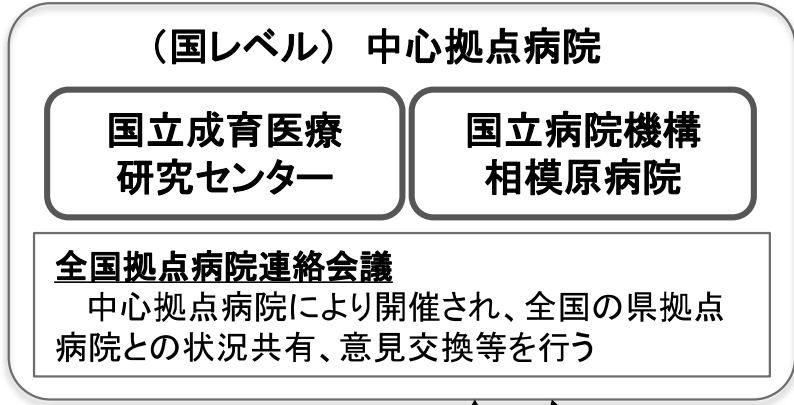 （国レベル） 中心拠点病院
国立成育医療
研究センター
国立病院機構
相模原病院
全国拠点病院連絡会議
中心拠点病院により開催され、全国の県拠点
病院との状況共有、意見交換等を行う